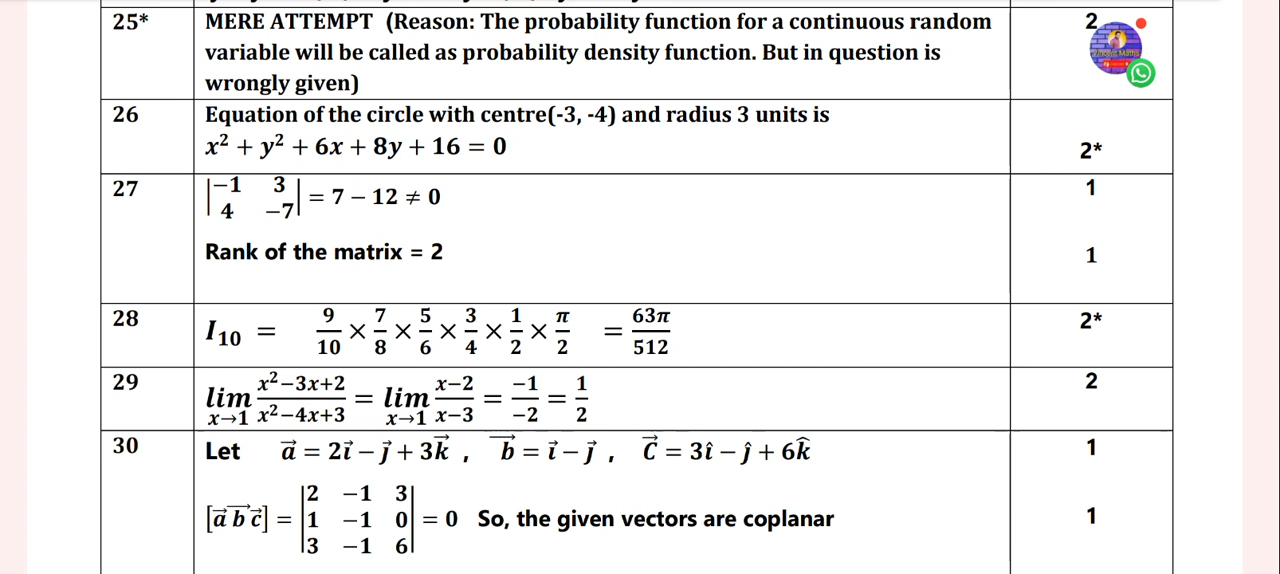 25* MERE ATTEMPT (Reason: The probability function for a continuous random 2
variable will be called as probability density function. But in question is
wrongly given)
26 Equation of the circle with centre(-3, -4) and radius 3 units is
x² + y² + 6x + 8y + 16 = 0 2*
27 |−1 3; 4 −7| = 7 − 12 ≠ 0 1
Rank of the matrix = 2 1
28 I₁₀ = 9/10 × 7/8 × 5/6 × 3/4 × 1/2 × π/2 = 63π/512 2*
29 lim x→1 x²−3x+2/x²−4x+3 = lim x→1 x−2/x−3 = −1/−2 = 1/2 2
30 Let a⃗ = 2i⃗ − j⃗ + 3k⃗ , b⃗ = i⃗ − j⃗ , C⃗ = 3î − ĵ + 6k̂ 1
[a⃗ b⃗ c⃗] = |2 −1 3; 1 −1 0; 3 −1 6| = 0 So, the given vectors are coplanar 1